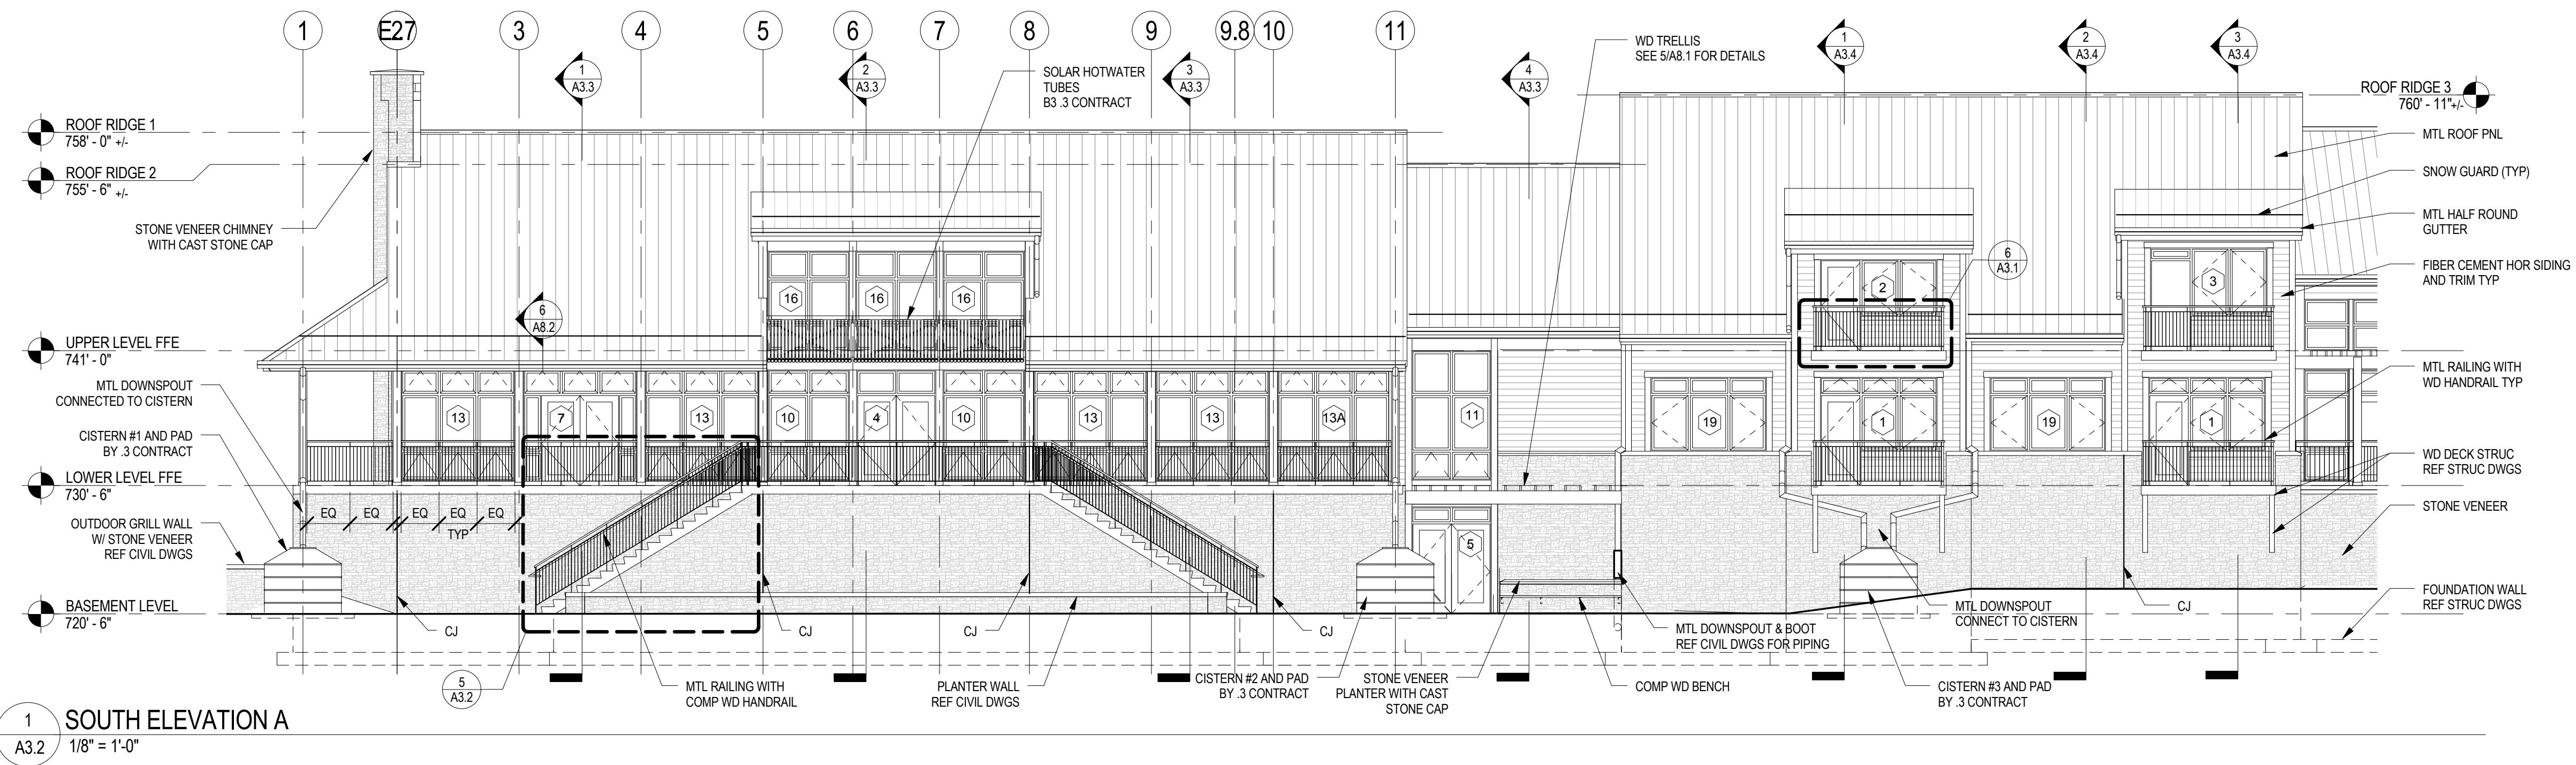 1
E2.7
3
4
5
6
7
8
9
9.8
10
11
1
A3.3
2
A3.3
3
A3.3
4
A3.3
1
A3.4
2
A3.4
3
A3.4
SOLAR HOTWATER
TUBES
B3 .3 CONTRACT
WD TRELLIS
SEE 5/A8.1 FOR DETAILS
ROOF RIDGE 3
760' - 11"+/-
ROOF RIDGE 1
758' - 0" +/-
ROOF RIDGE 2
755' - 6" +/-
STONE VENEER CHIMNEY
WITH CAST STONE CAP
UPPER LEVEL FFE
741' - 0"
MTL DOWNSPOUT
CONNECTED TO CISTERN
CISTERN #1 AND PAD
BY .3 CONTRACT
LOWER LEVEL FFE
730' - 6"
OUTDOOR GRILL WALL
W/ STONE VENEER
REF CIVIL DWGS
BASEMENT LEVEL
720' - 6"
MTL ROOF PNL
SNOW GUARD (TYP)
MTL HALF ROUND
GUTTER
FIBER CEMENT HOR SIDING
AND TRIM TYP
MTL RAILING WITH
WD HANDRAIL TYP
WD DECK STRUC
REF STRUC DWGS
STONE VENEER
FOUNDATION WALL
REF STRUC DWGS
6
A8.2
6
A3.1
16
16
16
2
3
13
7
13
10
4
10
13
13
13A
11
19
1
19
1
5
EQ
EQ
EQ
EQ
EQ
TYP
CJ
CJ
CJ
CJ
CJ
5
A3.2
MTL RAILING WITH
COMP WD HANDRAIL
PLANTER WALL
REF CIVIL DWGS
CISTERN #2 AND PAD
BY .3 CONTRACT
STONE VENEER
PLANTER WITH CAST
STONE CAP
MTL DOWNSPOUT & BOOT
REF CIVIL DWGS FOR PIPING
COMP WD BENCH
MTL DOWNSPOUT
CONNECT TO CISTERN
CISTERN #3 AND PAD
BY .3 CONTRACT
1
A3.2
SOUTH ELEVATION A
1/8" = 1'-0"